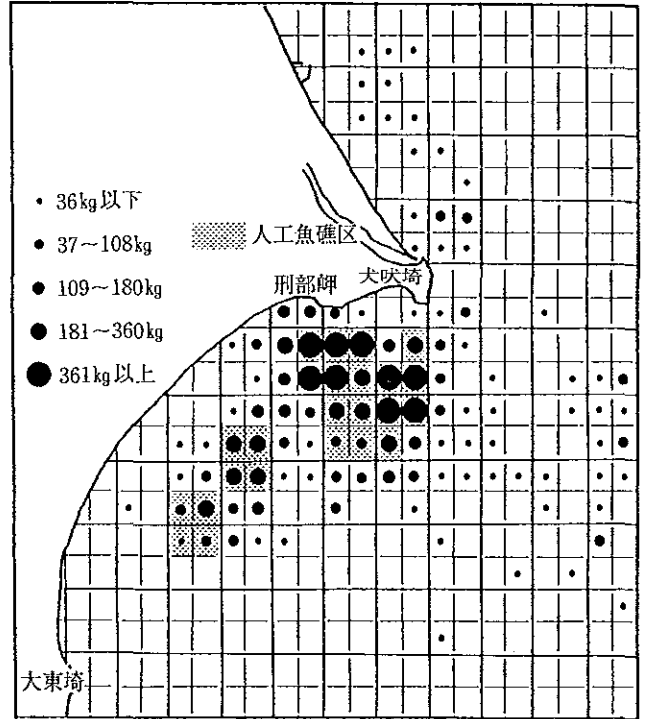 36kg以下
37～108kg
109～180kg
181～360kg
361kg以上
人工魚礁区
刑部岬
犬吠埼
大東埼